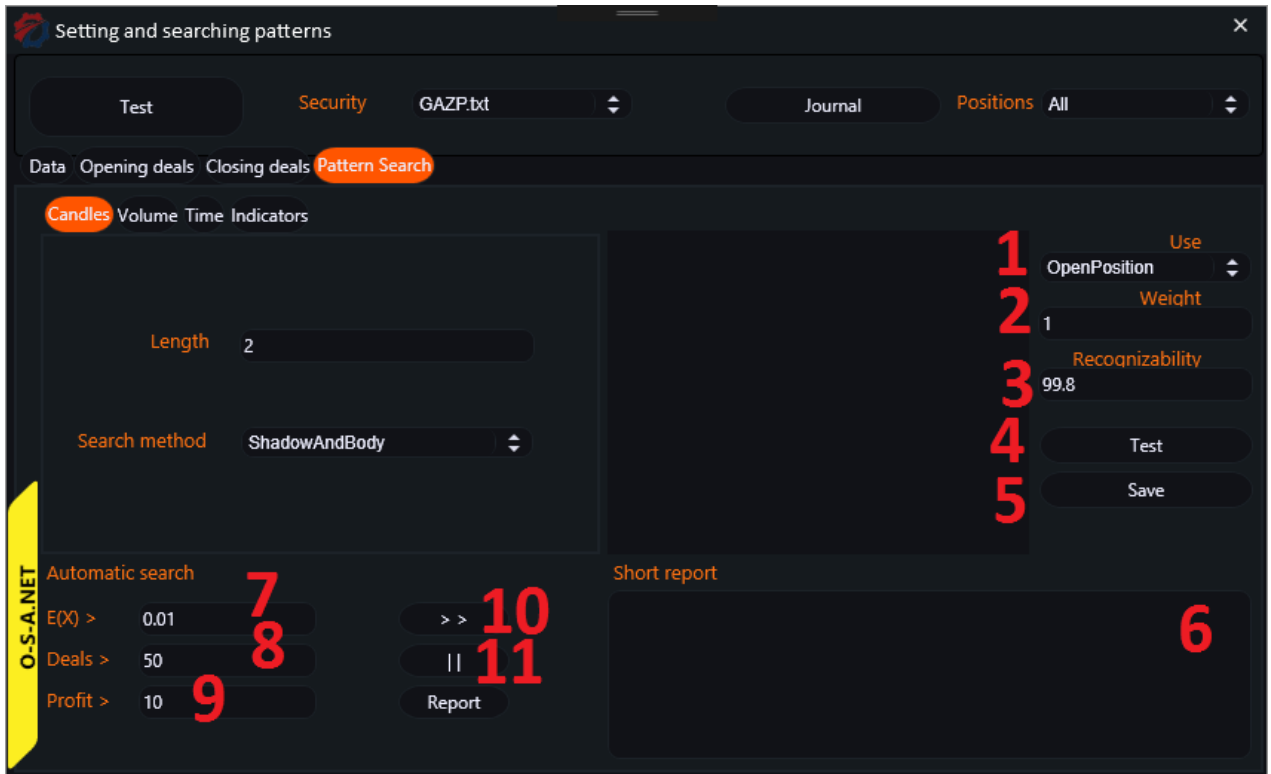 Setting and searching patterns
Test Security GAZP.txt Journal Positions All
Data Opening deals Closing deals Pattern Search
Candles Volume Time Indicators
1 Use
OpenPosition
2 Weight
1
3 Recognizability
99.8
Length 2
Search method ShadowAndBody
4 Test
5 Save
Automatic search
E(X) > 0.01 7 > > 10
Deals > 50 8 || 11
Profit > 10 9 Report
Short report
6
O-S-A.NET